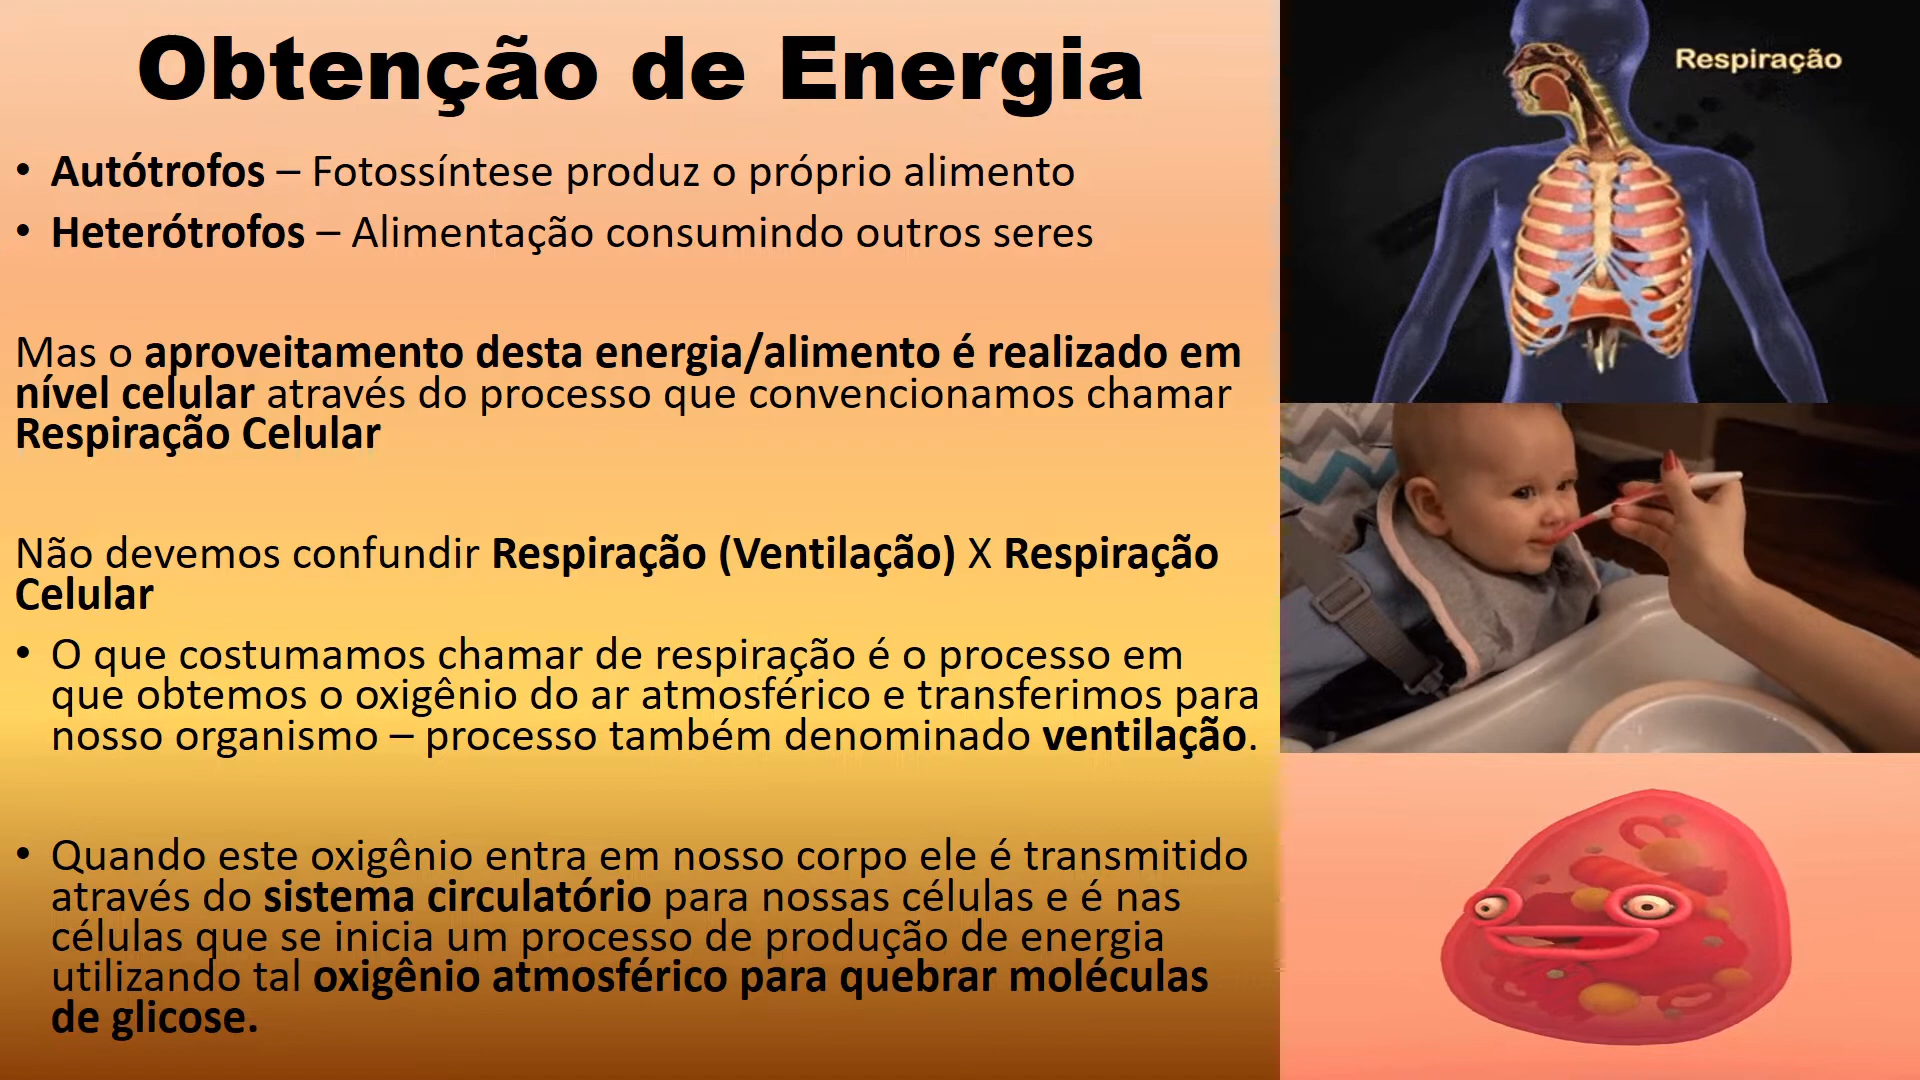 Obtenção de Energia
• Autótrofos – Fotossíntese produz o próprio alimento
• Heterótrofos – Alimentação consumindo outros seres
Mas o aproveitamento desta energia/alimento é realizado em
nível celular através do processo que convencionamos chamar
Respiração Celular
Não devemos confundir Respiração (Ventilação) X Respiração
Celular
• O que costumamos chamar de respiração é o processo em
que obtemos o oxigênio do ar atmosférico e transferimos para
nosso organismo – processo também denominado ventilação.
• Quando este oxigênio entra em nosso corpo ele é transmitido
através do sistema circulatório para nossas células e é nas
células que se inicia um processo de produção de energia
utilizando tal oxigênio atmosférico para quebrar moléculas
de glicose.
Respiração